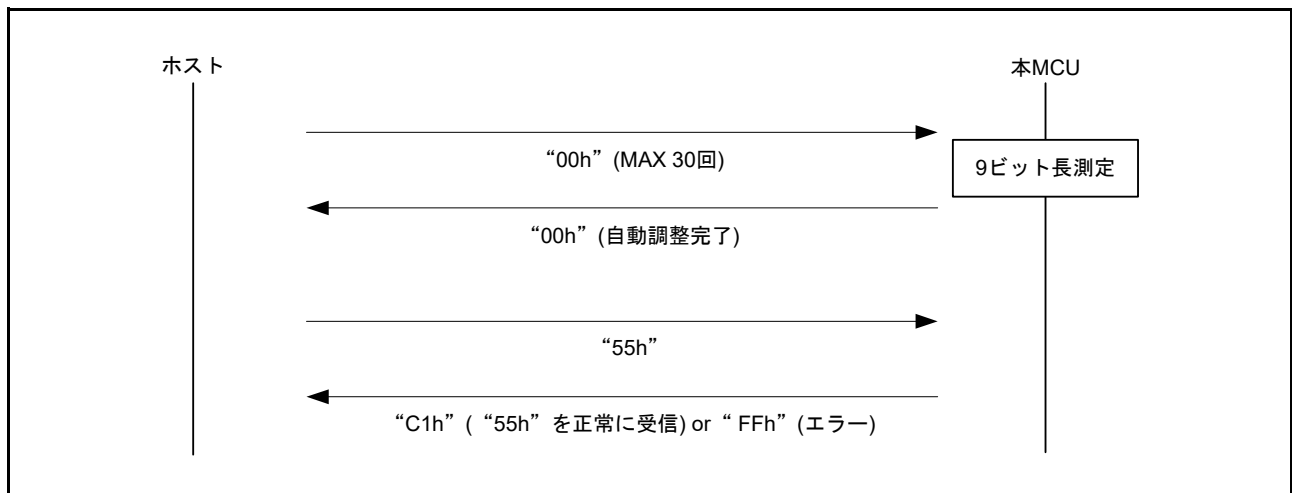 ホスト
本MCU
“00h” (MAX 30回)
9ビット長測定
“00h” (自動調整完了)
“55h”
“C1h” ( “55h” を正常に受信) or “ FFh” (エラー)